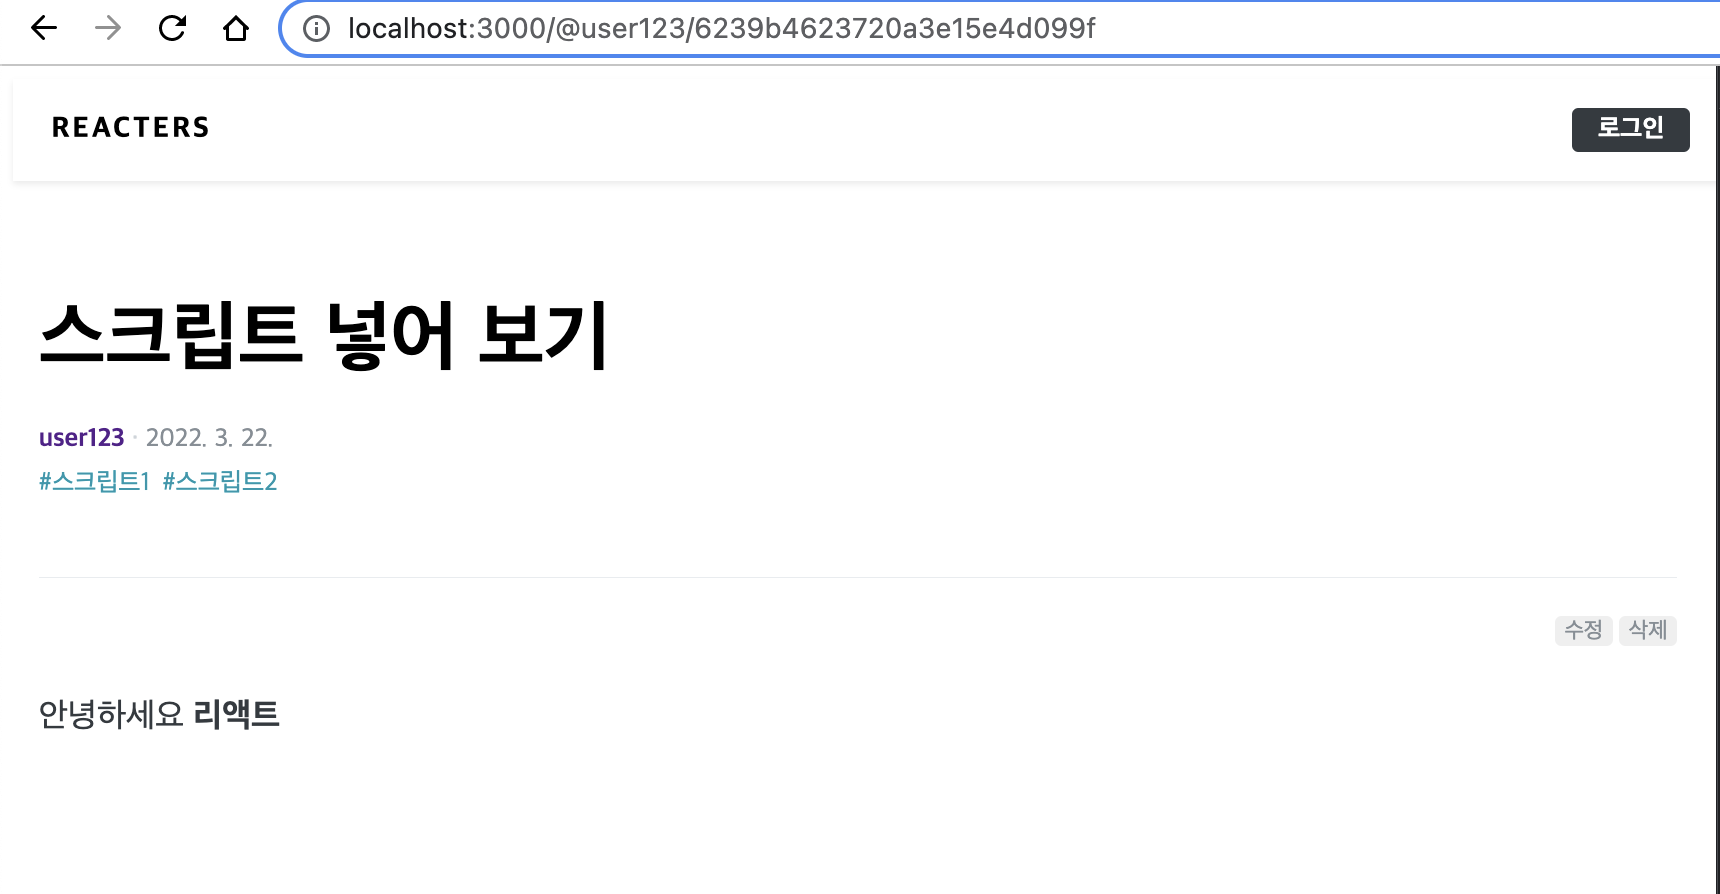 localhost:3000/@user123/6239b4623720a3e15e4d099f
REACTERS
로그인
스크립트 넣어 보기
user123 · 2022. 3. 22.
#스크립트1 #스크립트2
수정 삭제
안녕하세요 리액트